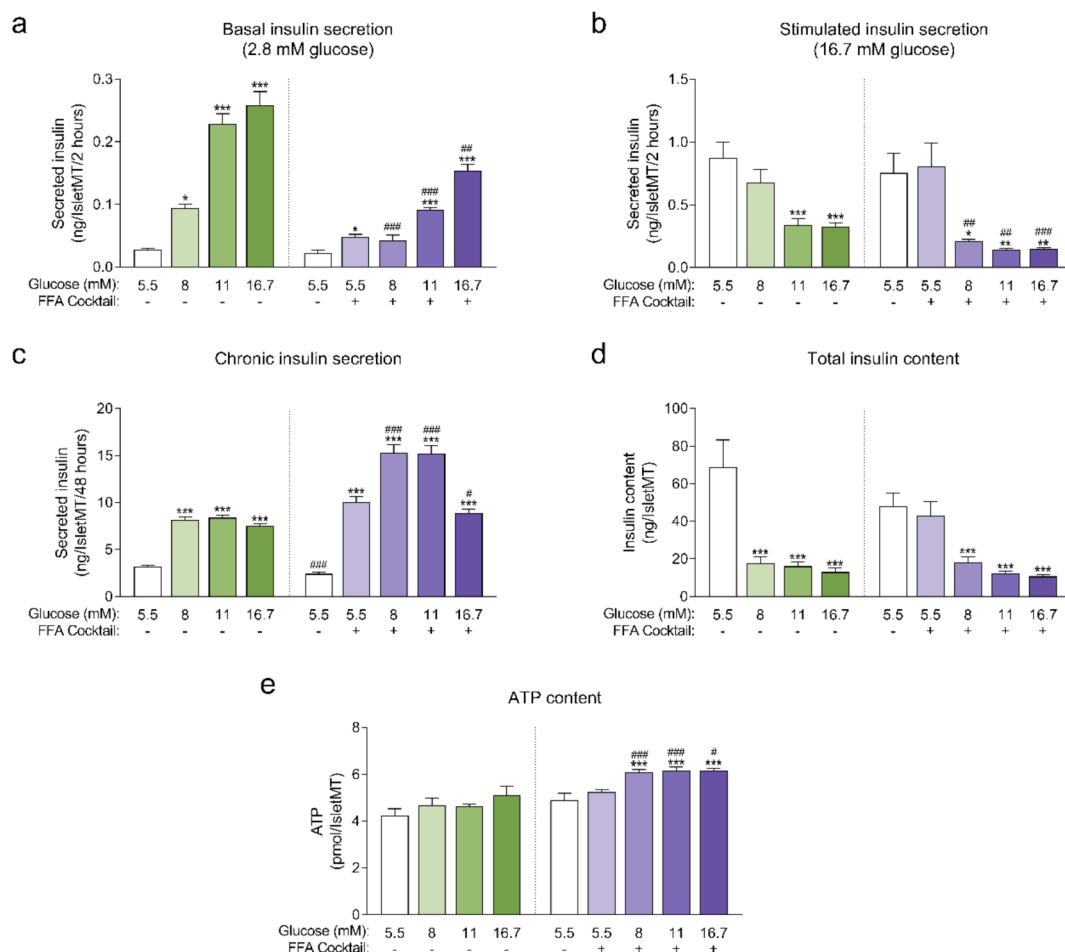 a
Basal insulin secretion
(2.8 mM glucose)
Secreted insulin
(ng/IsletMT/2 hours)
0.3
0.2
0.1
0.0
*
***
***
*
###
###
***
##
***
Glucose (mM): 5.5 8 11 16.7 5.5 5.5 8 11 16.7
FFA Cocktail: - - - - - + + + +
b
Stimulated insulin secretion
(16.7 mM glucose)
Secreted insulin
(ng/IsletMT/2 hours)
1.5
1.0
0.5
0.0
***
***
##
*
##
**
###
**
Glucose (mM): 5.5 8 11 16.7 5.5 5.5 8 11 16.7
FFA Cocktail: - - - - - + + + +
c
Chronic insulin secretion
Secreted insulin
(ng/IsletMT/48 hours)
20
15
10
5
0
***
***
***
###
***
###
***
###
***
#
***
Glucose (mM): 5.5 8 11 16.7 5.5 5.5 8 11 16.7
FFA Cocktail: - - - - - + + + +
d
Total insulin content
Insulin content
(ng/IsletMT)
100
80
60
40
20
0
***
***
***
***
***
***
Glucose (mM): 5.5 8 11 16.7 5.5 5.5 8 11 16.7
FFA Cocktail: - - - - - + + + +
e
ATP content
ATP
(pmol/IsletMT)
8
6
4
2
0
###
***
###
***
#
***
Glucose (mM): 5.5 8 11 16.7 5.5 5.5 8 11 16.7
FFA Cocktail: - - - - - + + + +